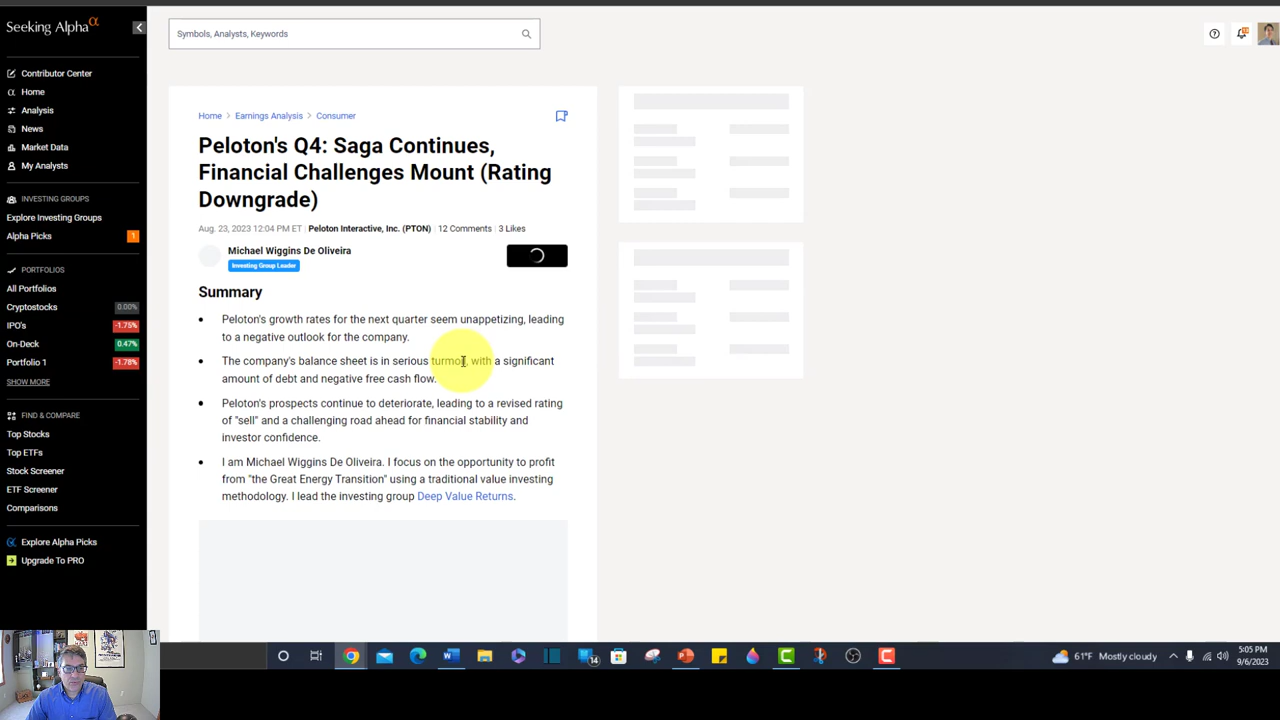 Seeking Alpha α
Symbols, Analysts, Keywords
Contributor Center
Home
Analysis
News
Market Data
My Analysts
INVESTING GROUPS
Explore Investing Groups
Alpha Picks 1
PORTFOLIOS
All Portfolios
Cryptostocks 0.00%
IPO's -1.75%
On-Deck 0.47%
Portfolio 1 -1.78%
SHOW MORE
FIND & COMPARE
Top Stocks
Top ETFs
Stock Screener
ETF Screener
Comparisons
Explore Alpha Picks
Upgrade To PRO
Home > Earnings Analysis > Consumer
Peloton's Q4: Saga Continues,
Financial Challenges Mount (Rating
Downgrade)
Aug. 23, 2023 12:04 PM ET | Peloton Interactive, Inc. (PTON) | 12 Comments | 3 Likes
Michael Wiggins De Oliveira
Investing Group Leader
Summary
Peloton's growth rates for the next quarter seem unappetizing, leading
to a negative outlook for the company.
The company's balance sheet is in serious turmoil, with a significant
amount of debt and negative free cash flow.
Peloton's prospects continue to deteriorate, leading to a revised rating
of "sell" and a challenging road ahead for financial stability and
investor confidence.
I am Michael Wiggins De Oliveira. I focus on the opportunity to profit
from "the Great Energy Transition" using a traditional value investing
methodology. I lead the investing group Deep Value Returns.
14
61°F Mostly cloudy
5:05 PM
9/6/2023